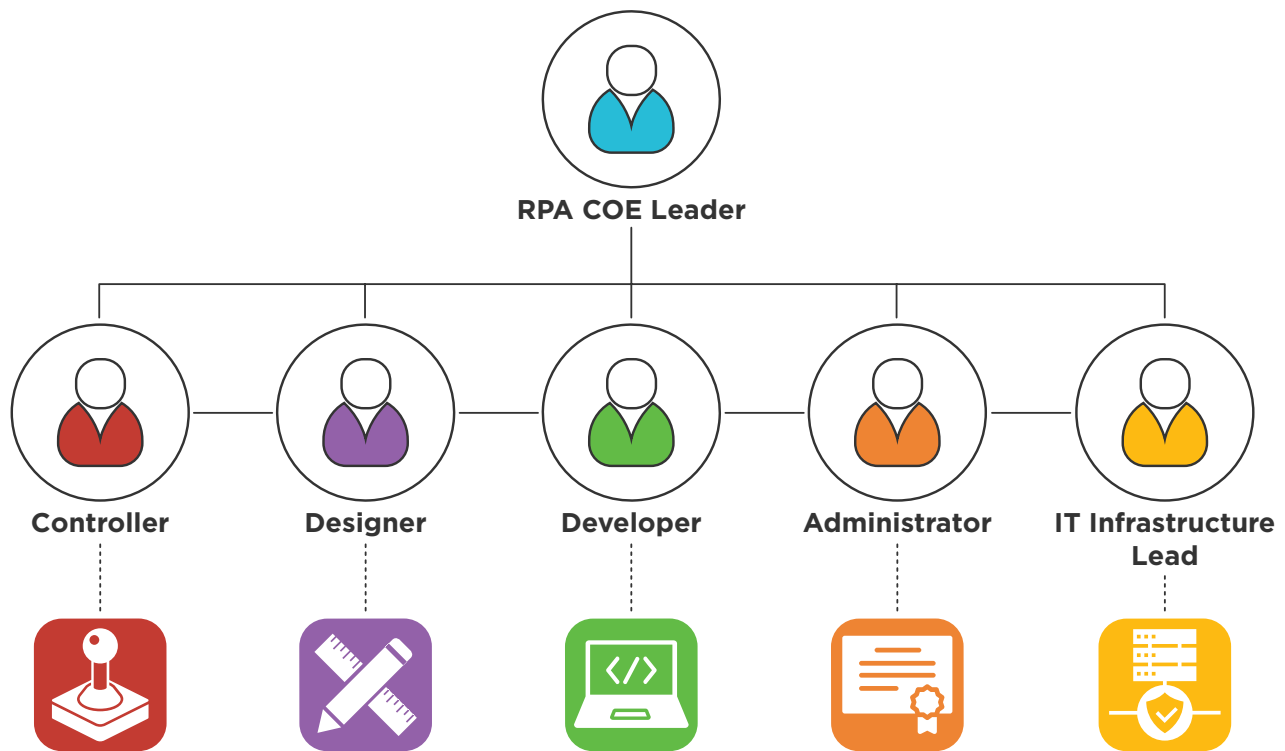 RPA COE Leader
Controller
Designer
Developer
Administrator
IT Infrastructure
Lead
</>